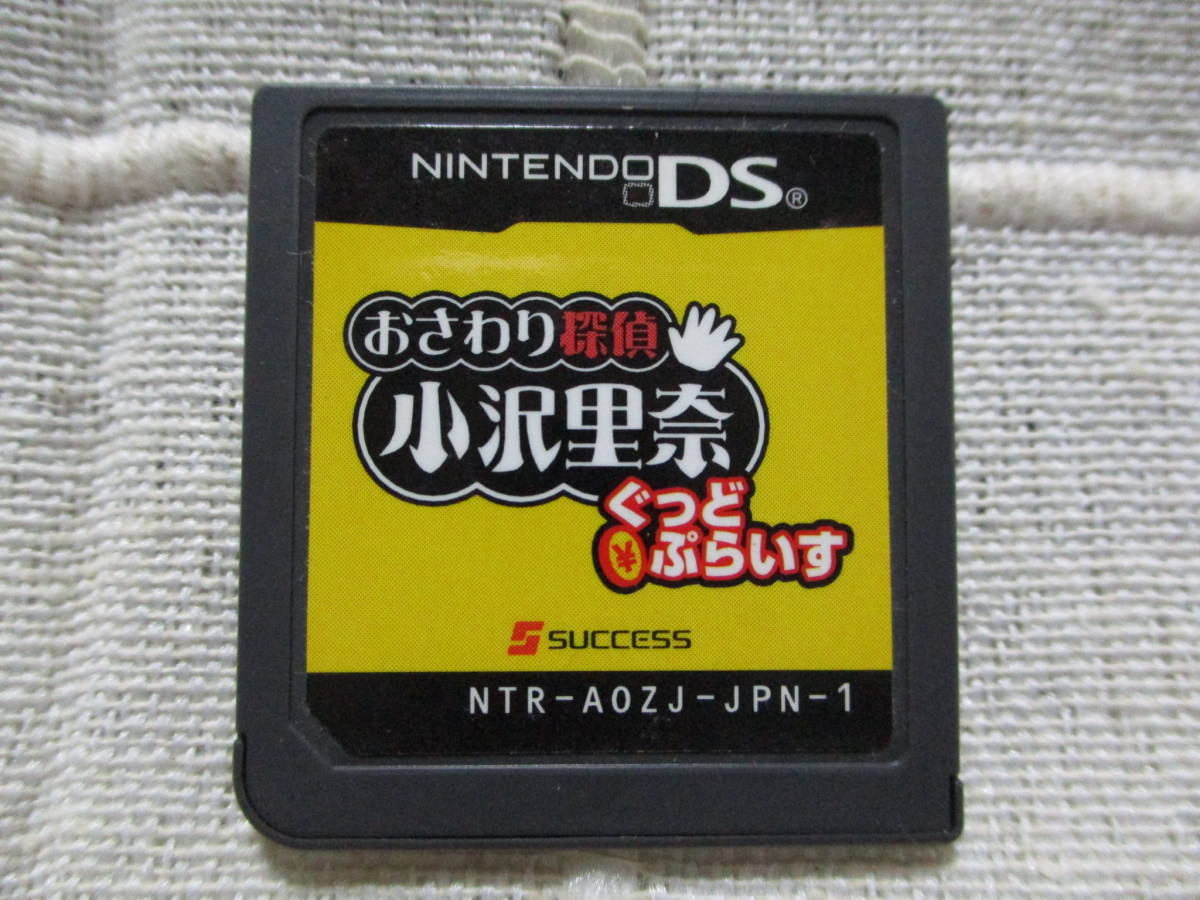 NINTENDO DS®
おさわり探偵
小沢里奈
ぐっど
¥ぷらいす
SUCCESS
NTR-AOZJ-JPN-1